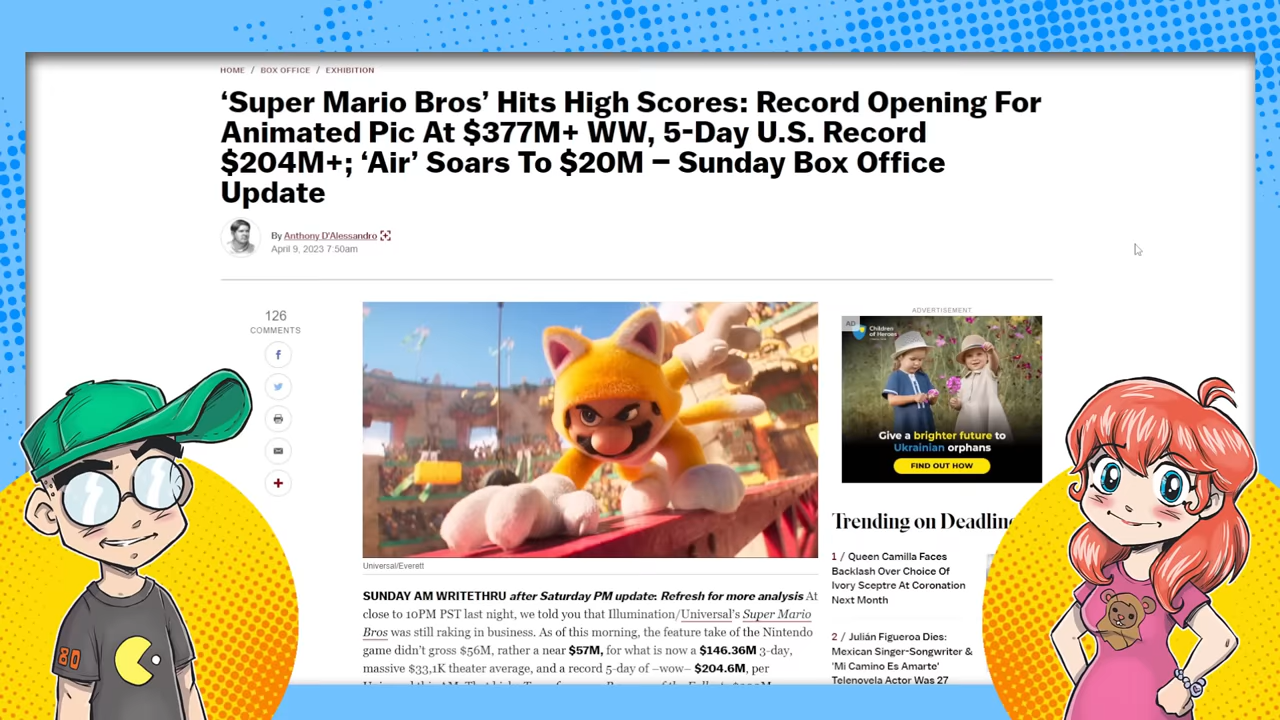 HOME / BOX OFFICE / EXHIBITION
‘Super Mario Bros’ Hits High Scores: Record Opening For
Animated Pic At $377M+ WW, 5-Day U.S. Record
$204M+; ‘Air’ Soars To $20M – Sunday Box Office
Update
By Anthony D'Alessandro
April 9, 2023 7:50am
126
COMMENTS
Universal/Everett
SUNDAY AM WRITETHRU after Saturday PM update: Refresh for more analysis At
close to 10PM PST last night, we told you that Illumination/Universal's Super Mario
Bros was still raking in business. As of this morning, the feature take of the Nintendo
game didn't gross $56M, rather a near $57M, for what is now a $146.36M 3-day,
massive $33,1K theater average, and a record 5-day of –wow– $204.6M, per
ADVERTISEMENT
AD
Children
of Heroes
Give a brighter future to
Ukrainian orphans
FIND OUT HOW
Trending on Deadline
1 / Queen Camilla Faces
Backlash Over Choice Of
Ivory Sceptre At Coronation
Next Month
2 / Julián Figueroa Dies:
Mexican Singer-Songwriter &
'Mi Camino Es Amarte'
Telenovela Actor Was 27
80